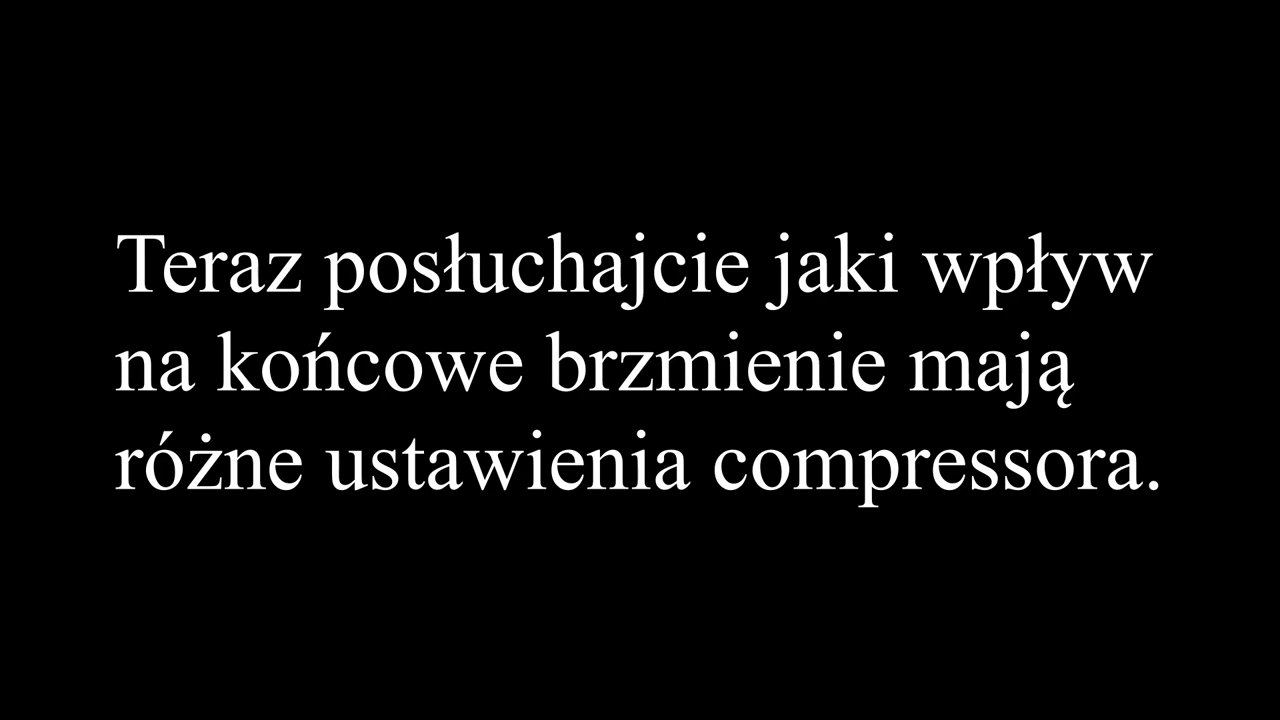 Teraz posłuchajcie jaki wpływ
na końcowe brzmienie mają
różne ustawienia compressora.